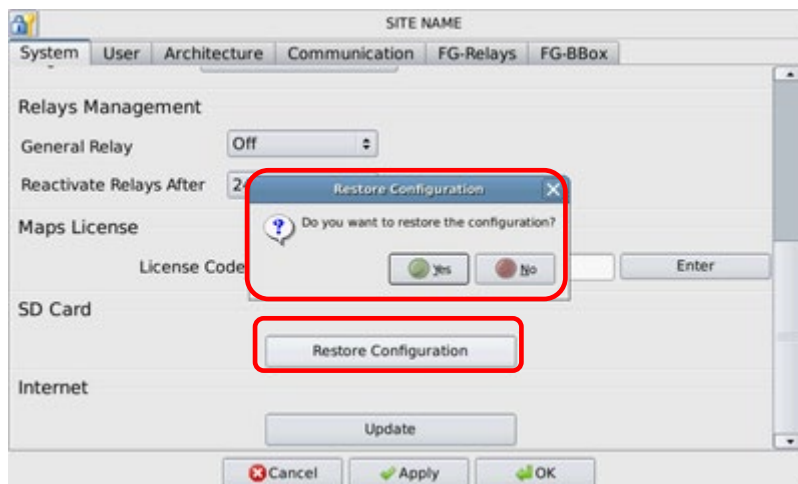 SITE NAME
System User Architecture Communication FG-Relays FG-BBox
Relays Management
General Relay Off
Reactivate Relays After 24
Restore Configuration
Do you want to restore the configuration?
Yes No
Maps License
License Code Enter
SD Card
Restore Configuration
Internet
Update
Cancel Apply OK